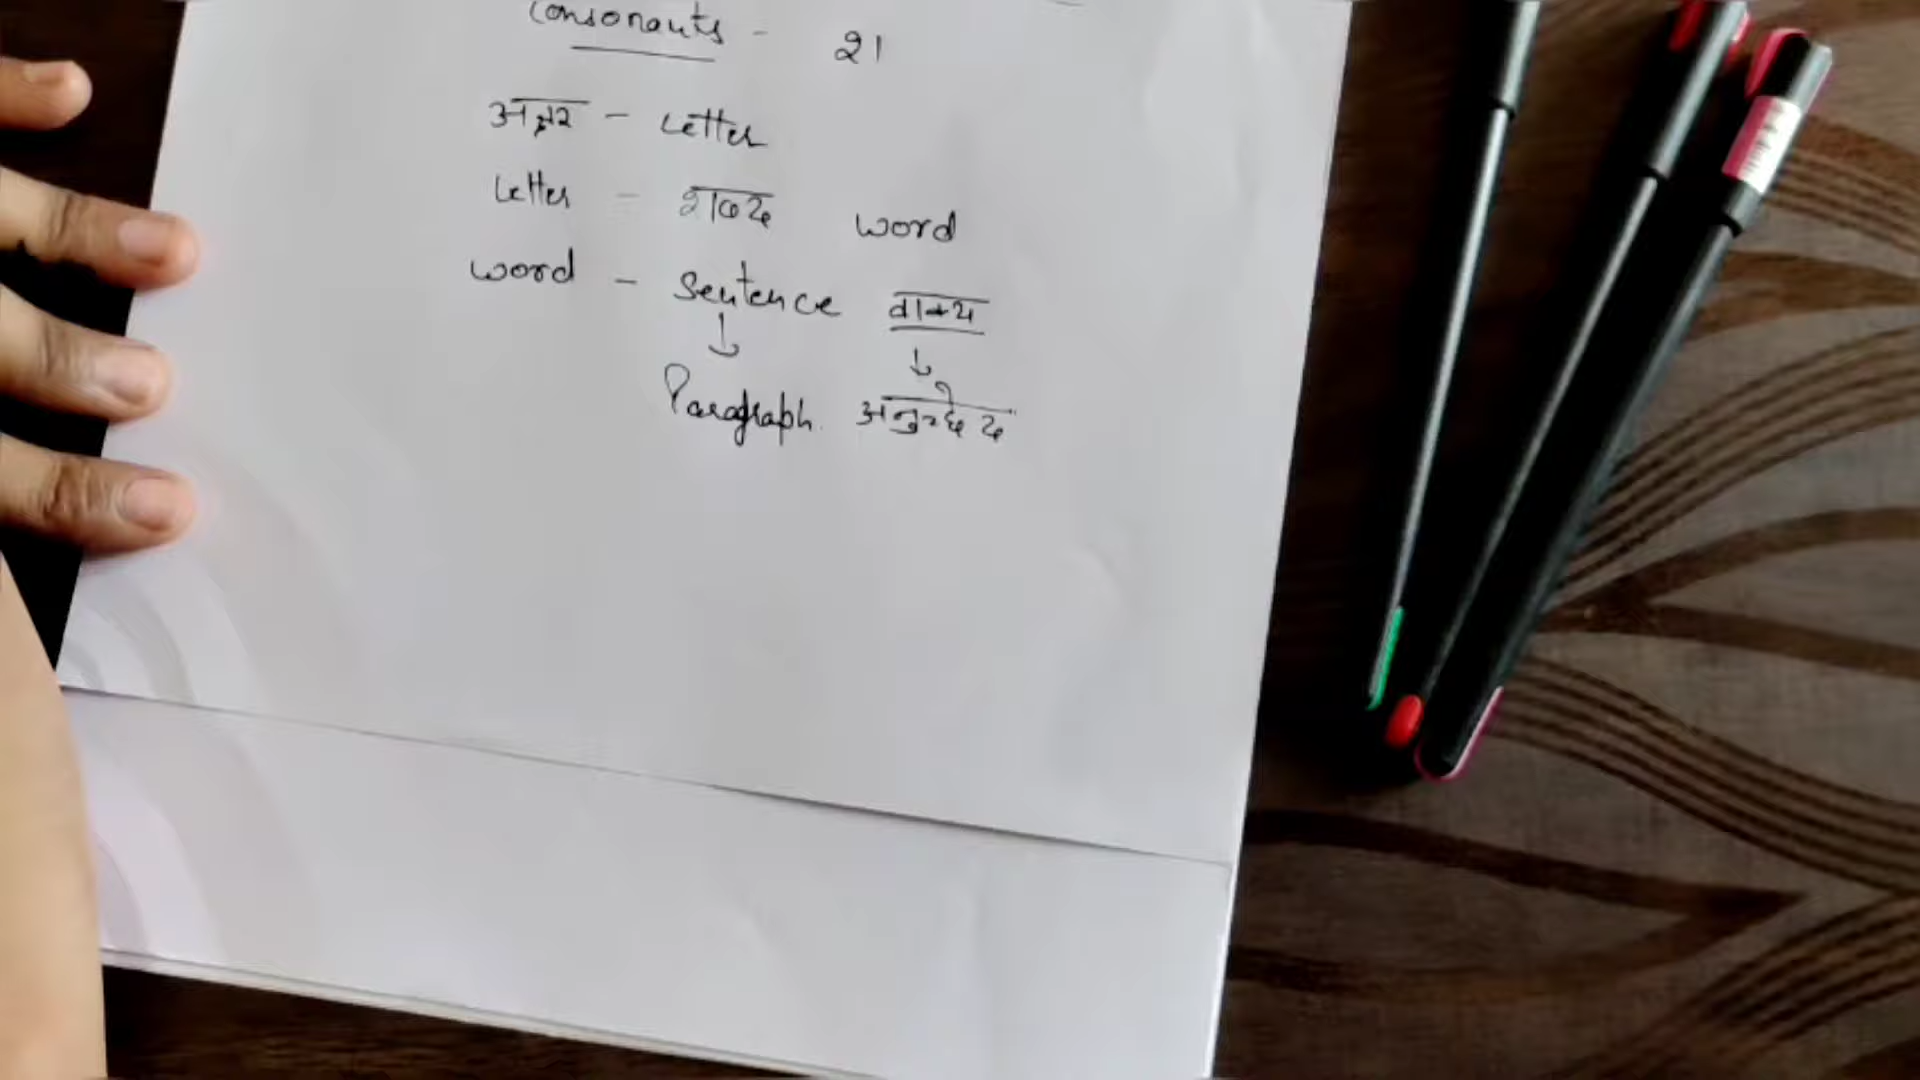 Consonants - 21
अक्षर - Letter
Letter - शब्द word
word - Sentence वाक्य
↓ ↓
Paragraph. अनुच्छेद